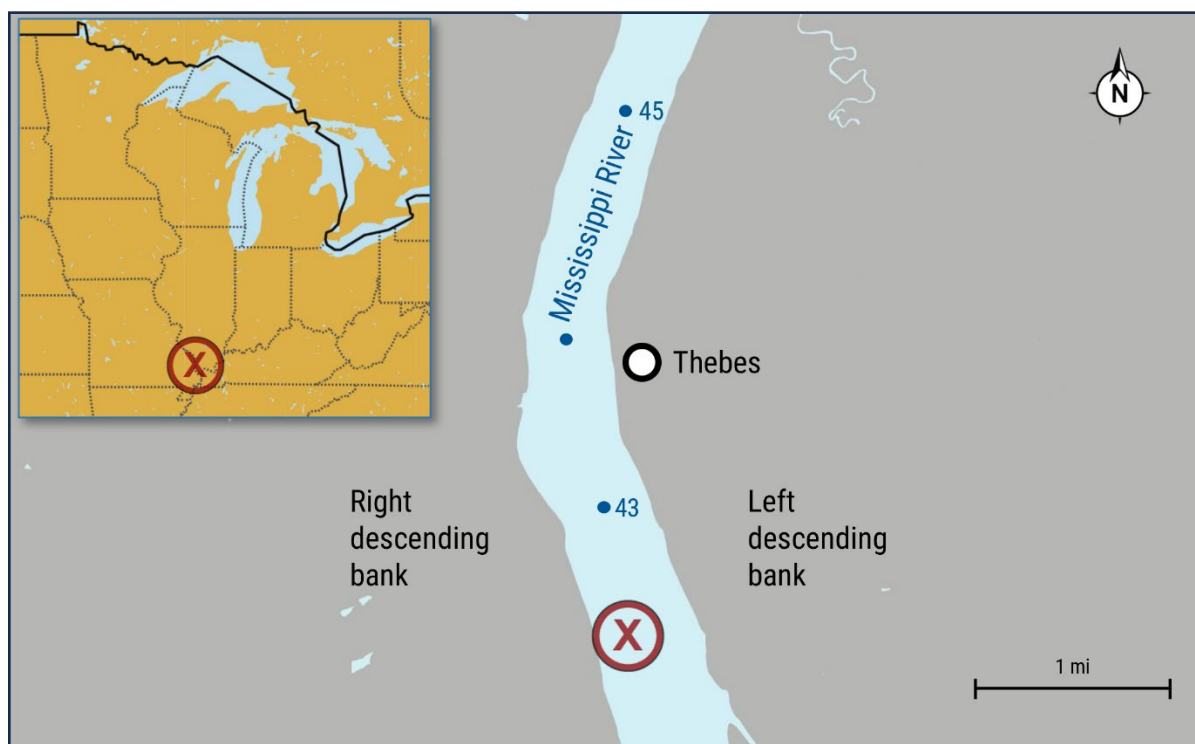 N
45
Mississippi River
Thebes
43
Right
descending
bank
Left
descending
bank
X
X
1 mi